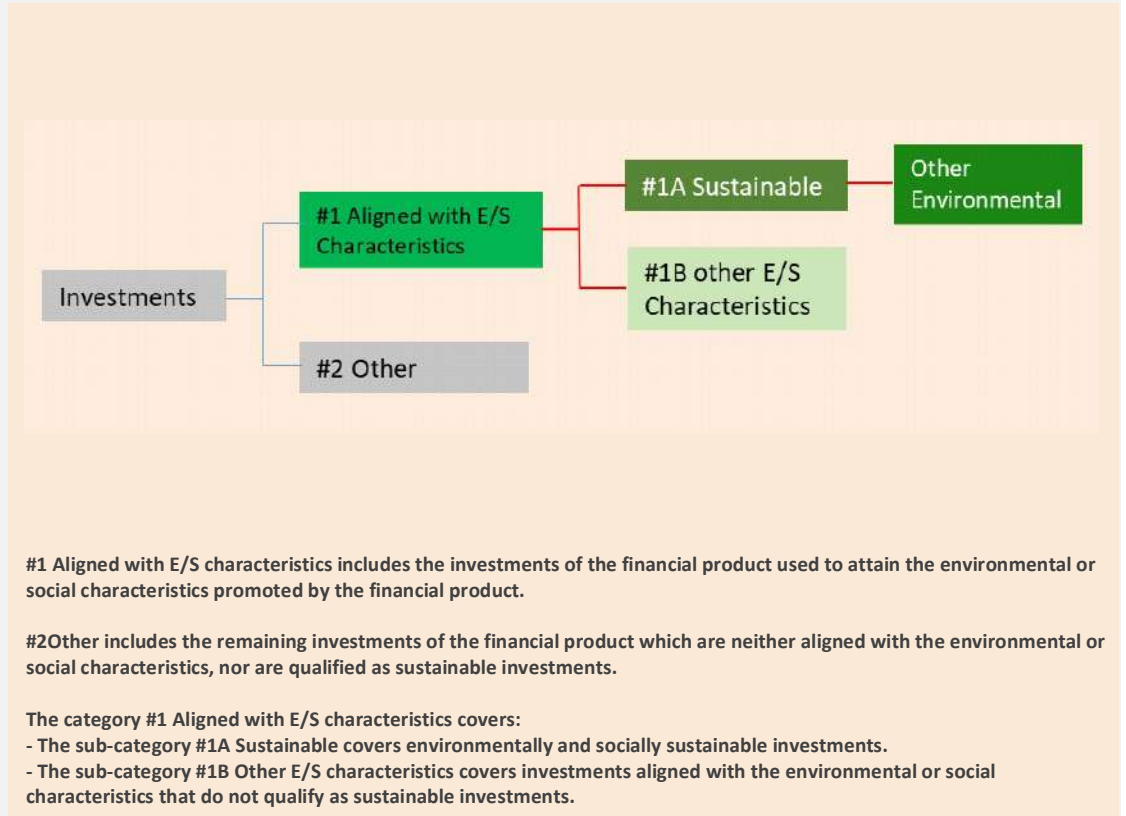 Other
Environmental
#1A Sustainable
#1 Aligned with E/S
Characteristics
#1B other E/S
Characteristics
Investments
#2 Other
#1 Aligned with E/S characteristics includes the investments of the financial product used to attain the environmental or
social characteristics promoted by the financial product.
#2Other includes the remaining investments of the financial product which are neither aligned with the environmental or
social characteristics, nor are qualified as sustainable investments.
The category #1 Aligned with E/S characteristics covers:
- The sub-category #1A Sustainable covers environmentally and socially sustainable investments.
- The sub-category #1B Other E/S characteristics covers investments aligned with the environmental or social
characteristics that do not qualify as sustainable investments.